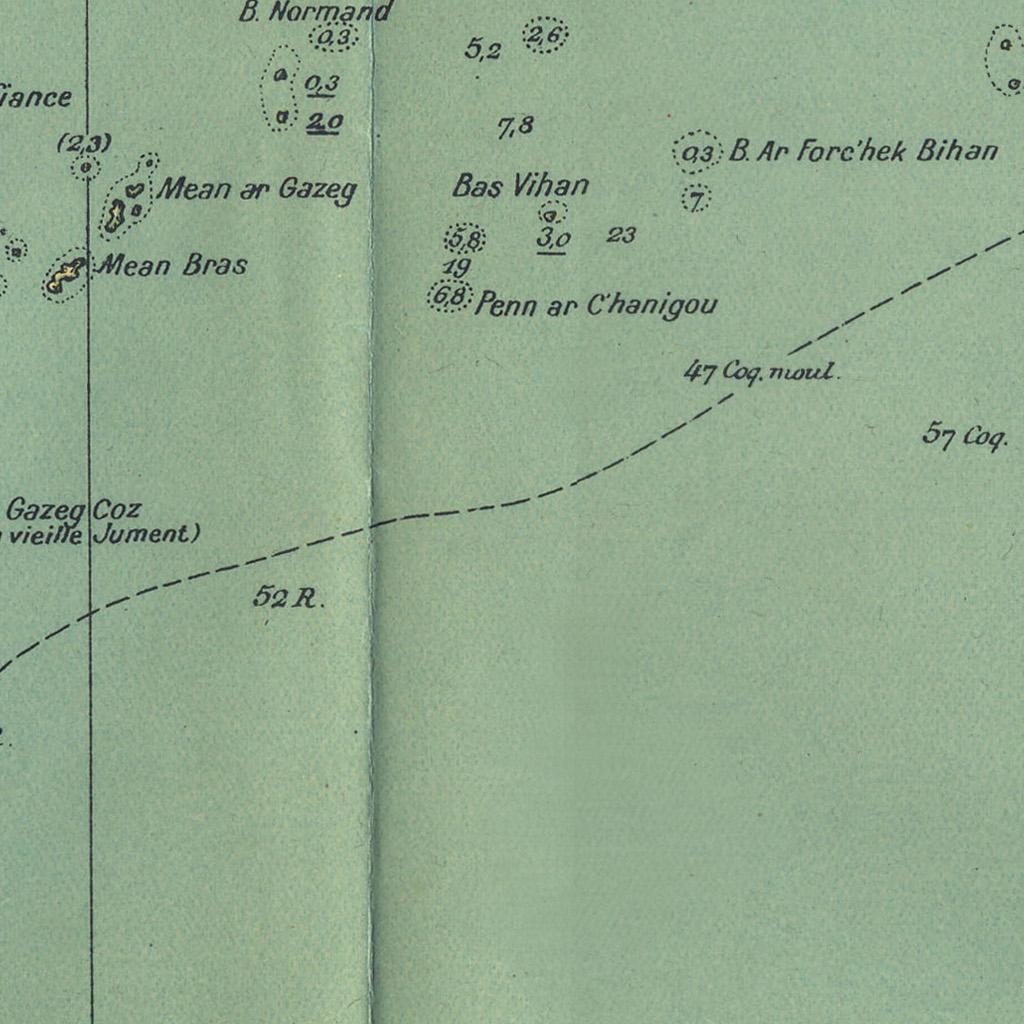 B. Normand
0,3
5,2
2,6
0,3
2,0
(2,3)
7,8
0,3 B. Ar Forc'hek Bihan
Mean ar Gazeg
Bas Vihan
7
5,8
3,0
23
Mean Bras
19
6,8 Penn ar C'hanigou
47 Coq. moul.
57 Coq.
Gazeg Coz
vieille Jument)
52 R.